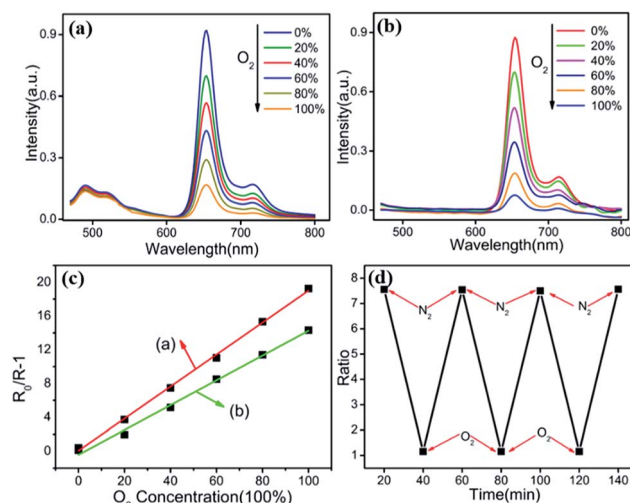 (a)
Intensity(a.u.)
0.9
0.6
0.3
0.0
O2
0%
20%
40%
60%
80%
100%
500
600
700
800
Wavelength(nm)
(b)
Intensity(a.u.)
0.9
0.6
0.3
0.0
O2
0%
20%
40%
60%
80%
100%
500
600
700
800
Wavelength(nm)
(c)
R0/R-1
20
16
12
8
4
0
(a)
(b)
0
20
40
60
80
100
O2 Concentration(100%)
(d)
Ratio
8
7
6
5
4
3
2
1
N2
N2
N2
O2
O2
20
40
60
80
100
120
140
Time(min)